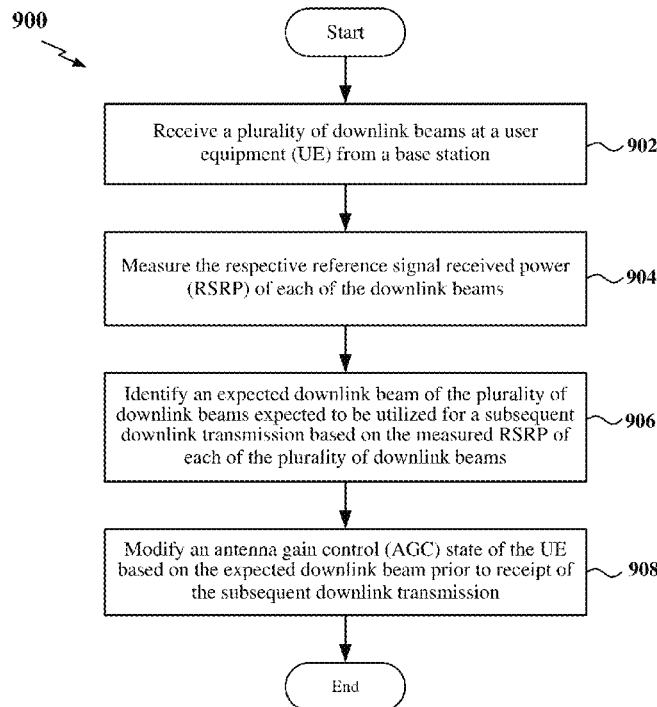 900
Start
Receive a plurality of downlink beams at a user
equipment (UE) from a base station
902
Measure the respective reference signal received power
(RSRP) of each of the downlink beams
904
Identify an expected downlink beam of the plurality of
downlink beams expected to be utilized for a subsequent
downlink transmission based on the measured RSRP of
each of the plurality of downlink beams
906
Modify an antenna gain control (AGC) state of the UE
based on the expected downlink beam prior to receipt of
the subsequent downlink transmission
908
End